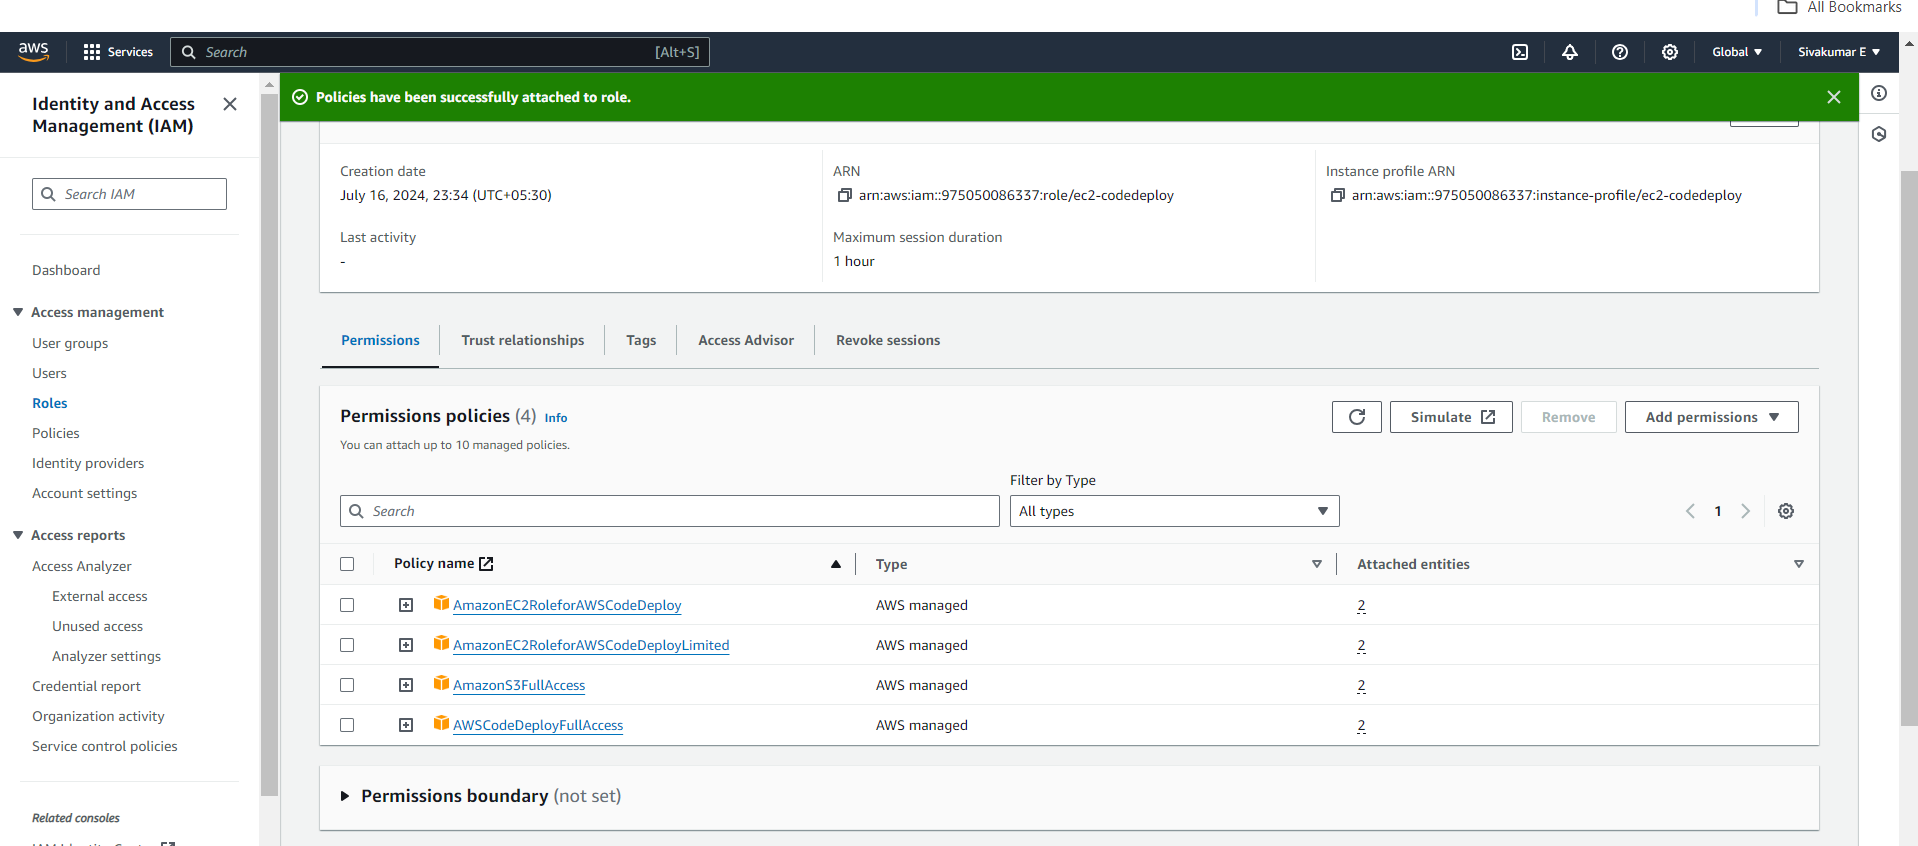 All Bookmarks
aws
Services
Search
[Alt+S]
Global
Sivakumar E
Identity and Access
Management (IAM)
Search IAM
Dashboard
Access management
User groups
Users
Roles
Policies
Identity providers
Account settings
Access reports
Access Analyzer
External access
Unused access
Analyzer settings
Credential report
Organization activity
Service control policies
Related consoles
Policies have been successfully attached to role.
Creation date
July 16, 2024, 23:34 (UTC+05:30)
Last activity
-
ARN
arn:aws:iam::975050086337:role/ec2-codedeploy
Maximum session duration
1 hour
Instance profile ARN
arn:aws:iam::975050086337:instance-profile/ec2-codedeploy
Permissions
Trust relationships
Tags
Access Advisor
Revoke sessions
Permissions policies (4) Info
You can attach up to 10 managed policies.
Simulate
Remove
Add permissions
Filter by Type
Search
All types
1
Policy name
Type
Attached entities
AmazonEC2RoleforAWSCodeDeploy
AWS managed
2
AmazonEC2RoleforAWSCodeDeployLimited
AWS managed
2
AmazonS3FullAccess
AWS managed
2
AWSCodeDeployFullAccess
AWS managed
2
Permissions boundary (not set)